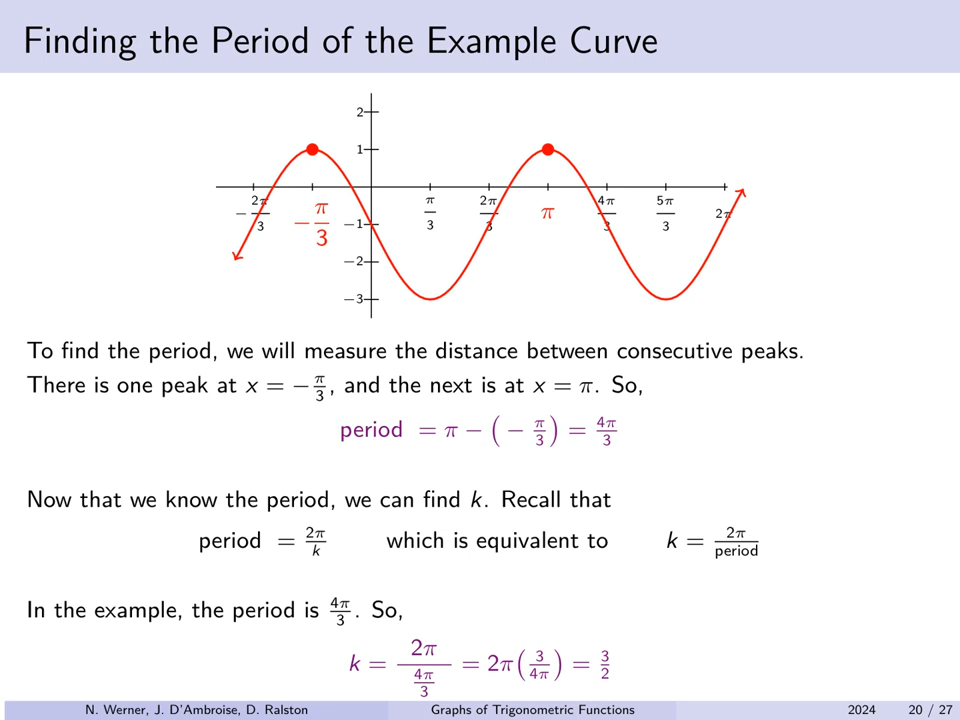 Finding the Period of the Example Curve
2
1
−1
−2
−3
−2π/3
−π/3
π/3
2π/3
π
4π/3
5π/3
2π
To find the period, we will measure the distance between consecutive peaks.
There is one peak at x = −π/3, and the next is at x = π. So,
period = π − (− π/3) = 4π/3
Now that we know the period, we can find k. Recall that
period = 2π/k which is equivalent to k = 2π/period
In the example, the period is 4π/3. So,
k = 2π/(4π/3) = 2π(3/4π) = 3/2
N. Werner, J. D'Ambroise, D. Ralston Graphs of Trigonometric Functions 2024 20 / 27